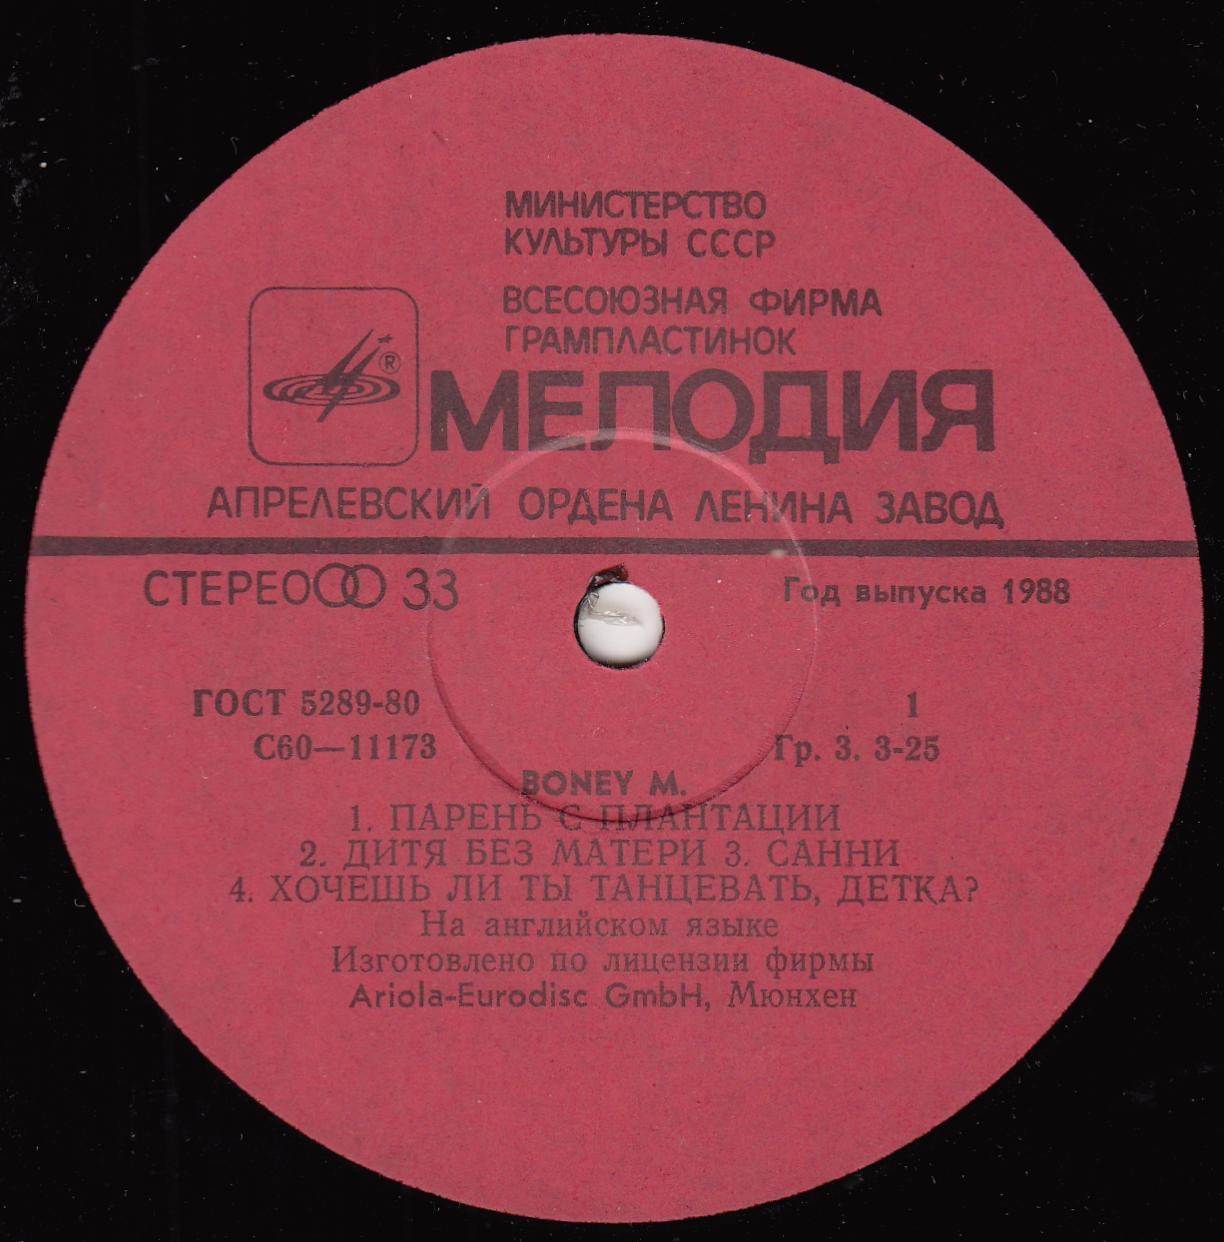 МИНИСТЕРСТВО
КУЛЬТУРЫ СССР
ВСЕСОЮЗНАЯ ФИРМА
ГРАМПЛАСТИНОК
®
МЕЛОДИЯ
АПРЕЛЕВСКИЙ ОРДЕНА ЛЕНИНА ЗАВОД
СТЕРЕО 33
Год выпуска 1988
ГОСТ 5289-80
1
С60—11173
Гр. 3. 3-25
BONEY M.
1. ПАРЕНЬ С ПЛАНТАЦИИ
2. ДИТЯ БЕЗ МАТЕРИ 3. САННИ
4. ХОЧЕШЬ ЛИ ТЫ ТАНЦЕВАТЬ, ДЕТКА?
На английском языке
Изготовлено по лицензии фирмы
Ariola-Eurodisc GmbH, Мюнхен